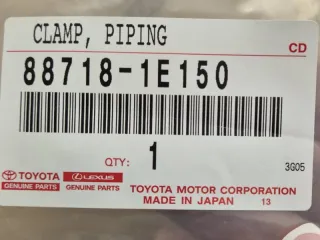 CLAMP, PIPING
CD
88718-1E150
QTY: 1
3G05
TOYOTA
GENUINE PARTS
LEXUS
GENUINE PARTS
TOYOTA MOTOR CORPORATION
MADE IN JAPAN 13